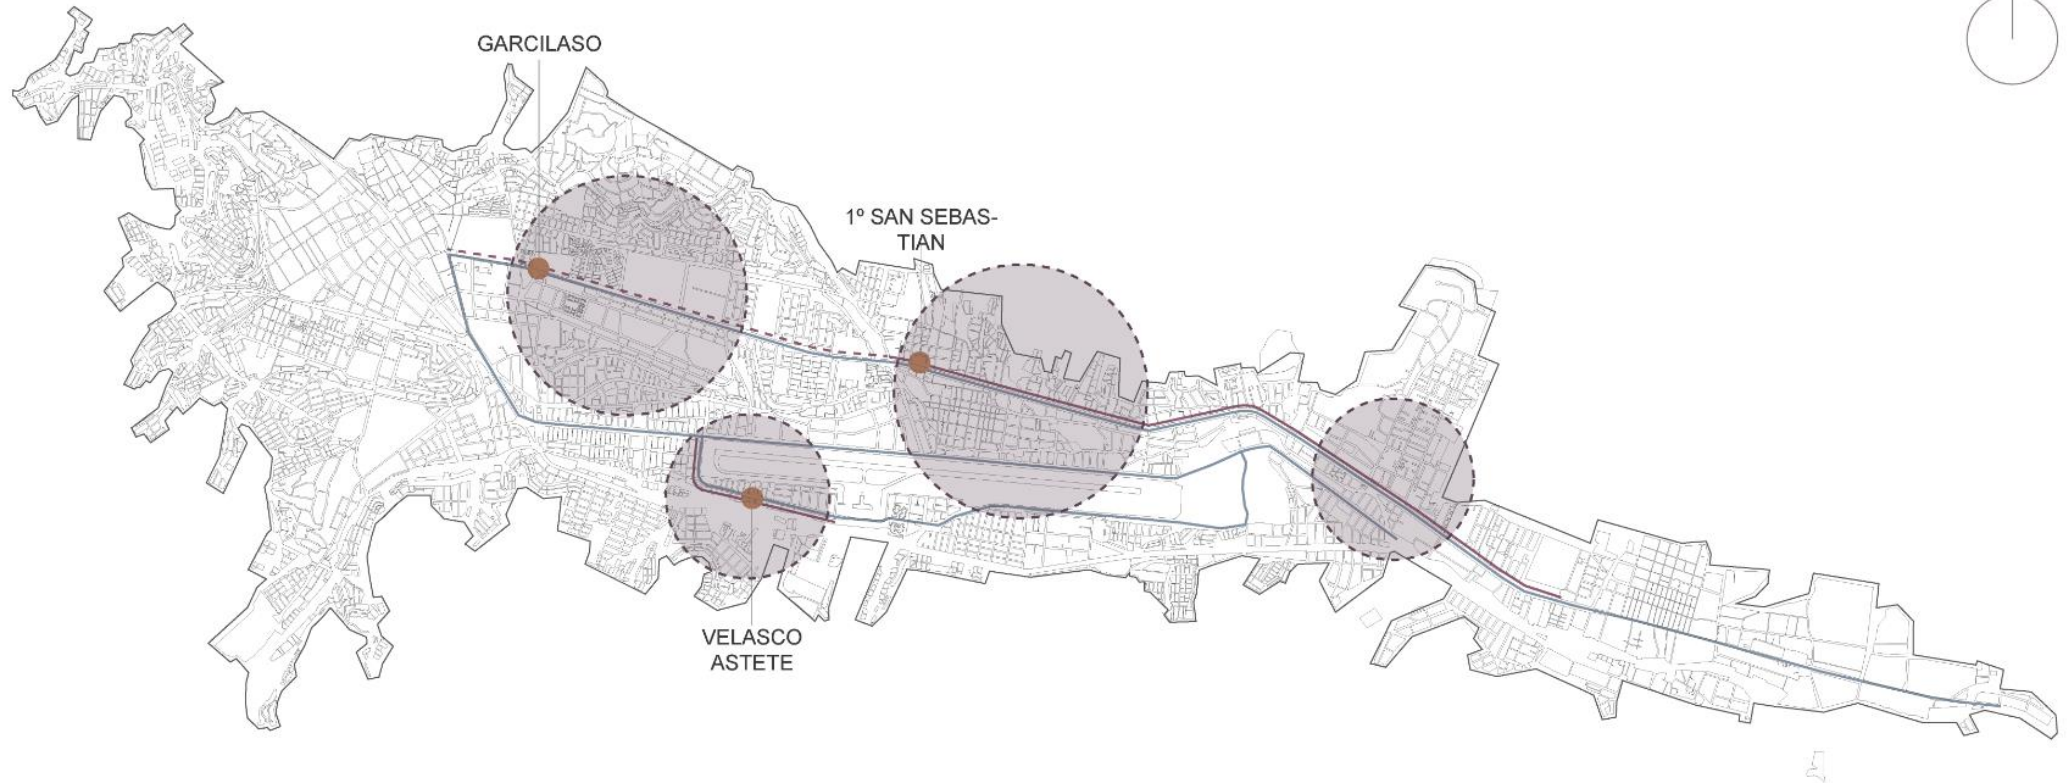 GARCILASO
1º SAN SEBAS-
TIAN
VELASCO
ASTETE